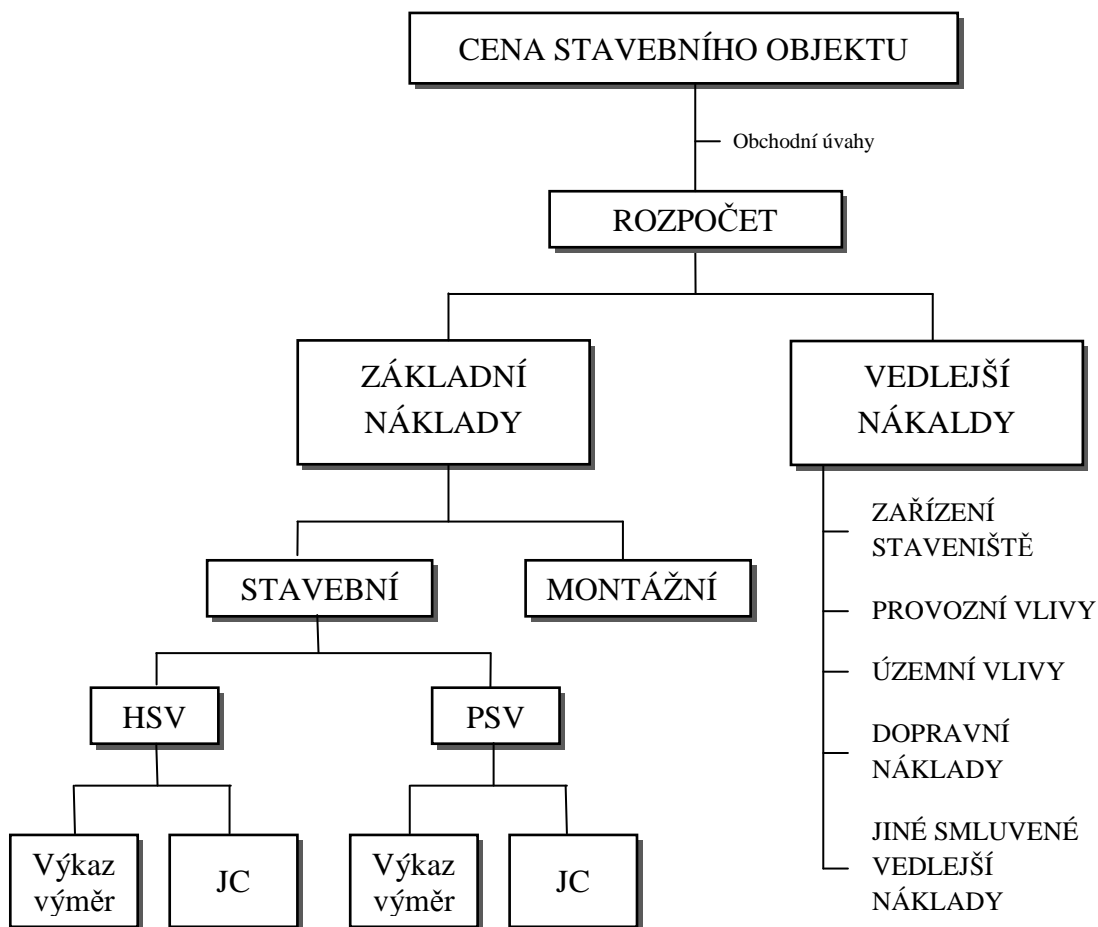 CENA STAVEBNÍHO OBJEKTU
Obchodní úvahy
ROZPOČET
ZÁKLADNÍ
NÁKLADY
VEDLEJŠÍ
NÁKALDY
ZAŘÍZENÍ
STAVENIŠTĚ
STAVEBNÍ
MONTÁŽNÍ
PROVOZNÍ VLIVY
ÚZEMNÍ VLIVY
HSV
PSV
DOPRAVNÍ
NÁKLADY
Výkaz
výměr
JC
Výkaz
výměr
JC
JINÉ SMLUVENÉ
VEDLEJŠÍ
NÁKLADY